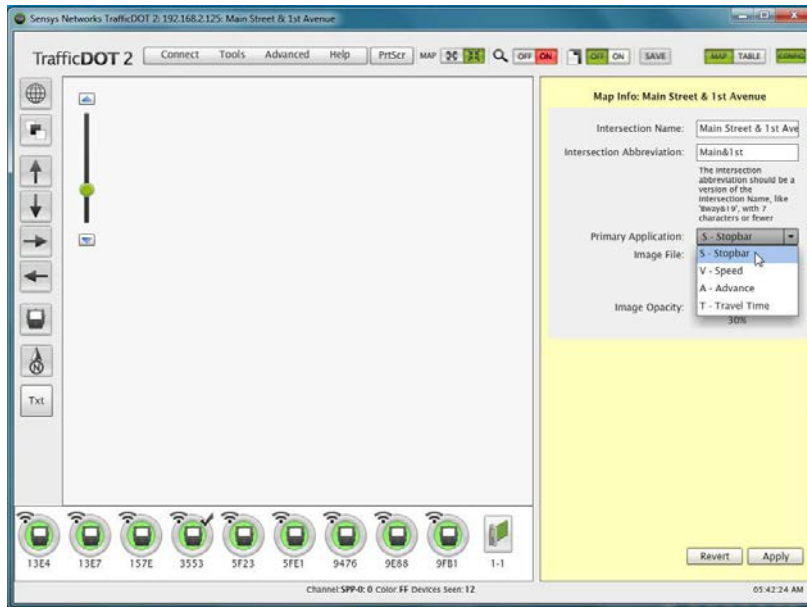 Sensys Networks TrafficDOT 2: 192.168.2.125: Main Street & 1st Avenue
TrafficDOT 2 Connect Tools Advanced Help PrtScr MAP OFF ON OFF ON SAVE MAP TABLE CONFIG
Map Info: Main Street & 1st Avenue
Intersection Name: Main Street & 1st Ave
Intersection Abbreviation: Main&1st
The Intersection
abbreviation should be a
version of the
Intersection Name, like
'Bwzy&19', with 7
characters or fewer
Primary Application: S - Stopbar
Image File:
S - Stopbar
V - Speed
A - Advance
T - Travel Time
Image Opacity:
30%
N
Txt
13E4 13E7 157E 3553 5F23 5FE1 9476 9E88 9FB1 1-1
Revert Apply
Channel:SPP-0: 0 Color:FF Devices Seen: 12
05:42:24 AM